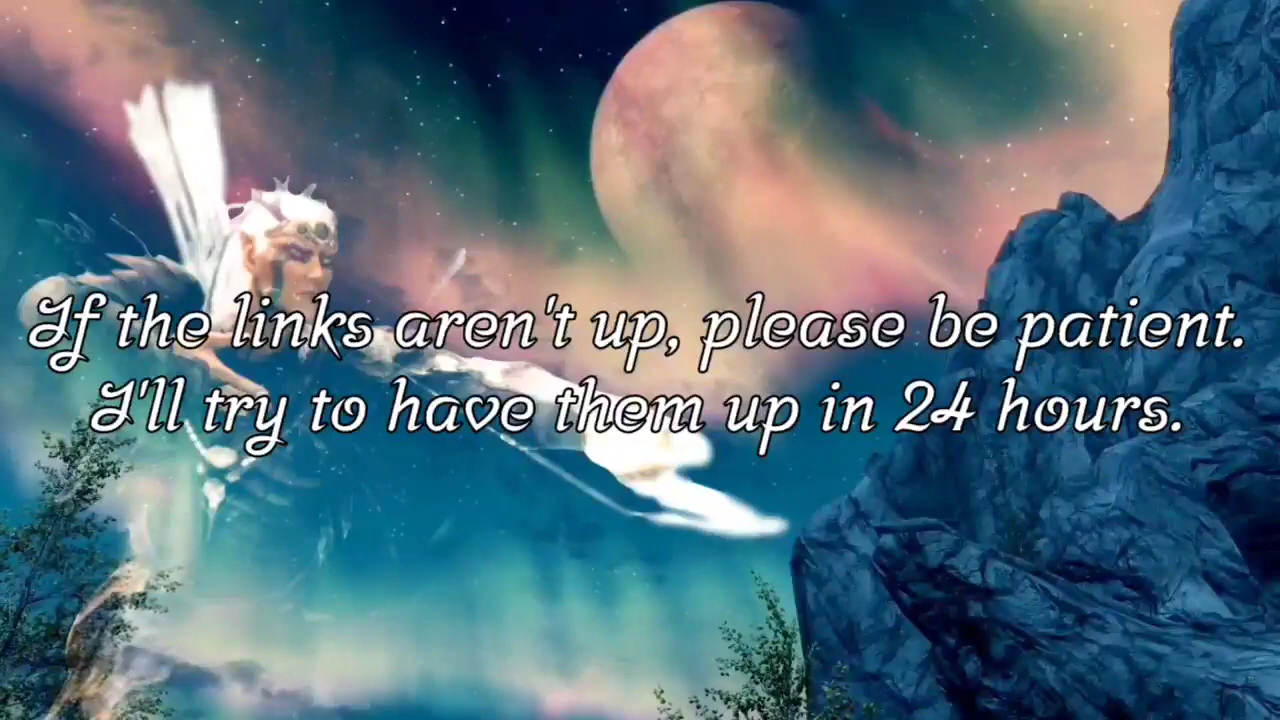 If the links aren't up, please be patient.
I'll try to have them up in 24 hours.